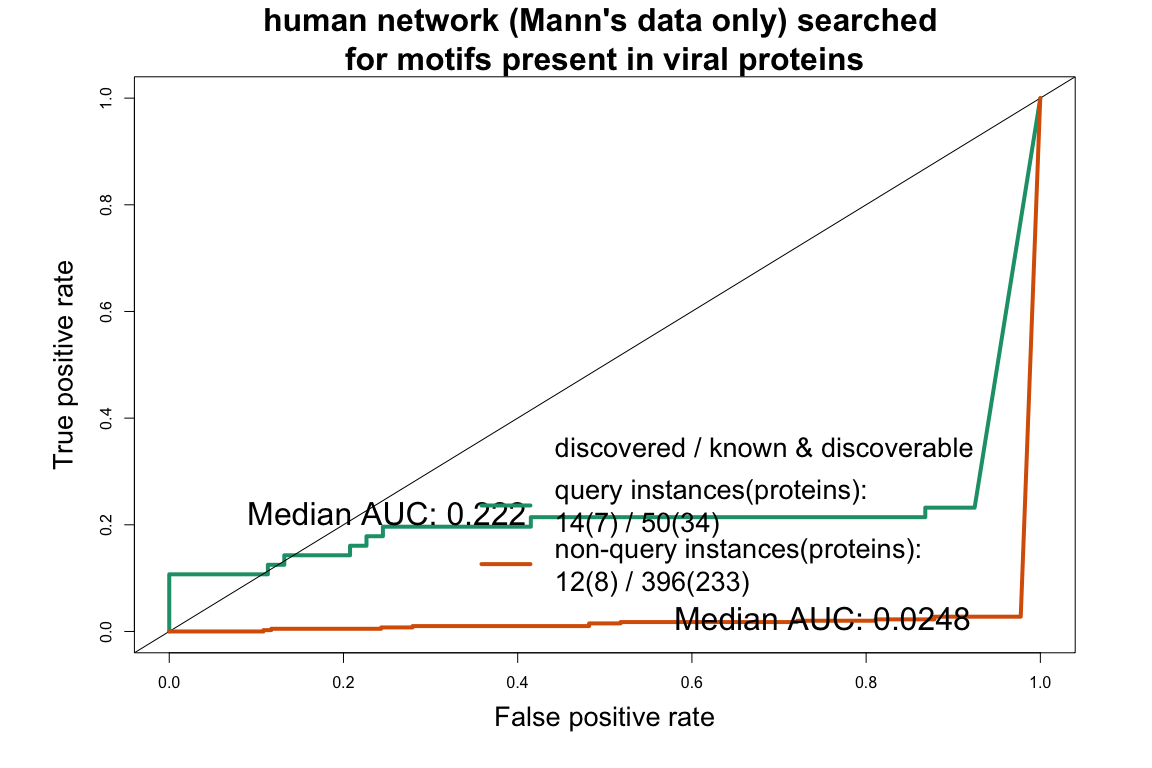 human network (Mann's data only) searched
for motifs present in viral proteins
True positive rate
1.0
0.8
0.6
0.4
0.2
0.0
discovered / known & discoverable
query instances(proteins):
Median AUC: 0.222
14(7) / 50(34)
non-query instances(proteins):
12(8) / 396(233)
Median AUC: 0.0248
0.0 0.2 0.4 0.6 0.8 1.0
False positive rate